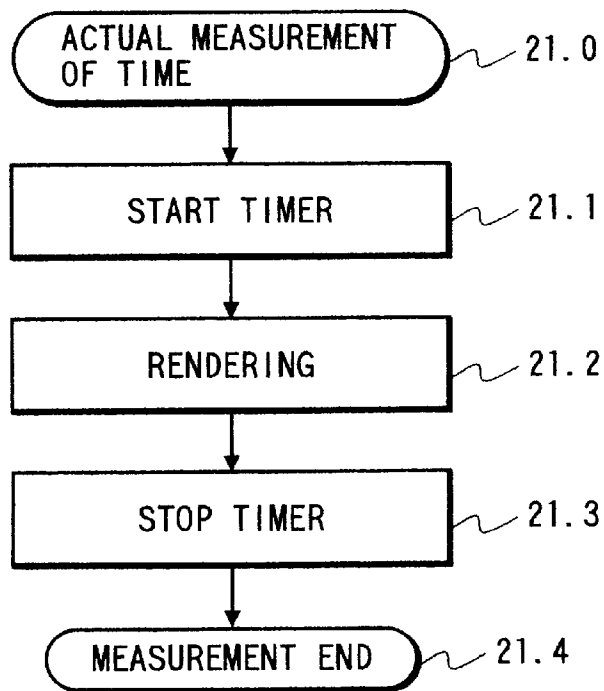 ACTUAL MEASUREMENT
OF TIME
21.0
START TIMER
21.1
RENDERING
21.2
STOP TIMER
21.3
MEASUREMENT END
21.4